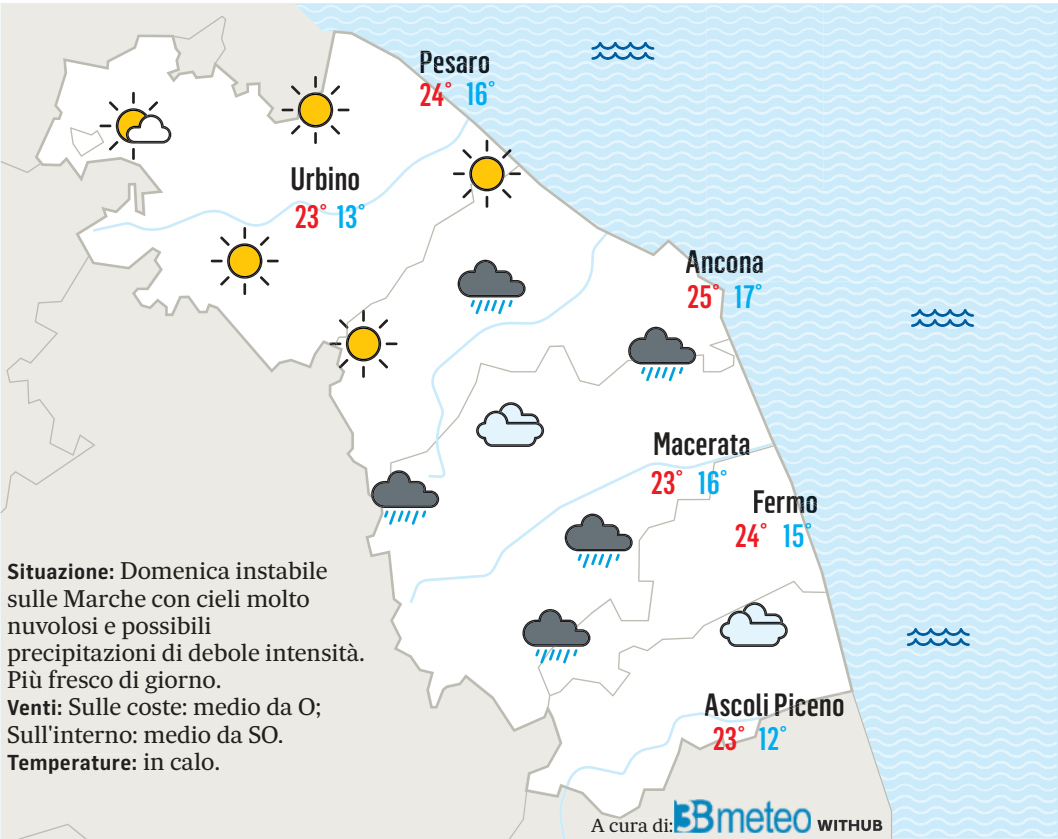 Pesaro
24° 16°
Urbino
23° 13°
Ancona
25° 17°
Macerata
23° 16°
Fermo
24° 15°
Situazione: Domenica instabile
sulle Marche con cieli molto
nuvolosi e possibili
precipitazioni di debole intensità.
Più fresco di giorno.
Venti: Sulle coste: medio da O;
Sull'interno: medio da SO.
Temperature: in calo.
Ascoli Piceno
23° 12°
A cura di: 3Bmeteo WITHUB